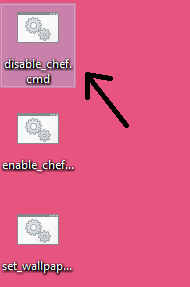 disable_chef.
cmd
enable_chef...
set_wallpap...